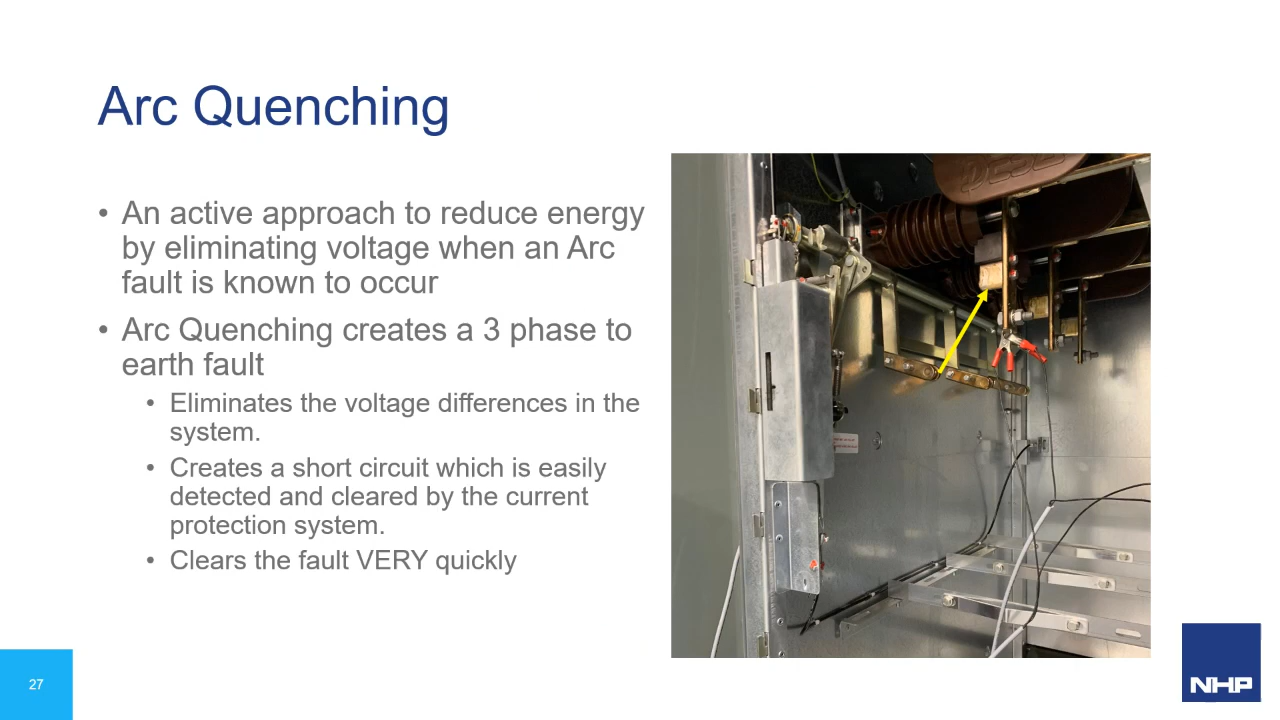 Arc Quenching
• An active approach to reduce energy
by eliminating voltage when an Arc
fault is known to occur
• Arc Quenching creates a 3 phase to
earth fault
• Eliminates the voltage differences in the
system.
• Creates a short circuit which is easily
detected and cleared by the current
protection system.
• Clears the fault VERY quickly
27
NHP